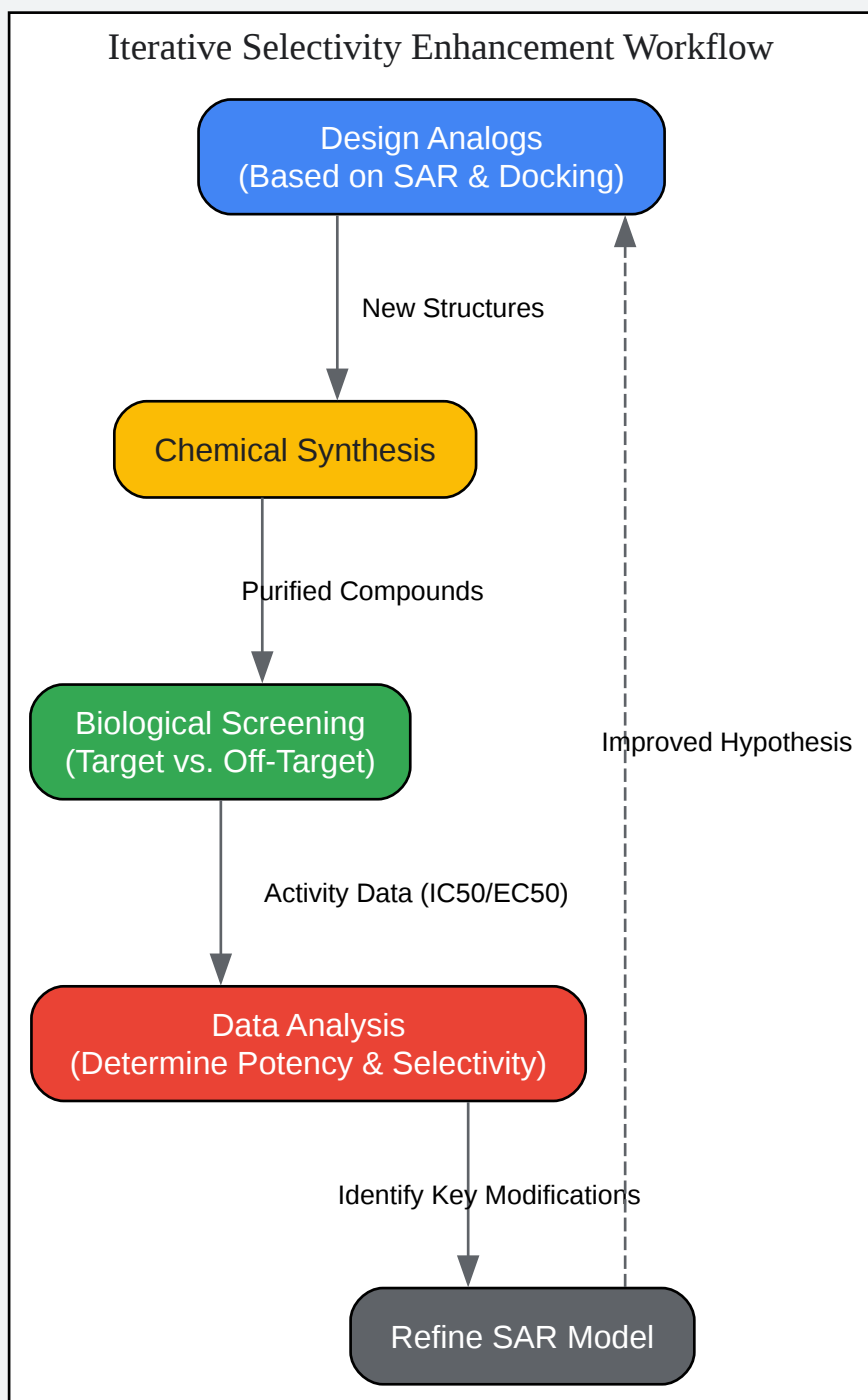 Iterative Selectivity Enhancement Workflow
Design Analogs
(Based on SAR & Docking)
New Structures
Chemical Synthesis
Purified Compounds
Biological Screening
(Target vs. Off-Target)
Improved Hypothesis
Activity Data (IC50/EC50)
Data Analysis
(Determine Potency & Selectivity)
Identify Key Modifications
Refine SAR Model